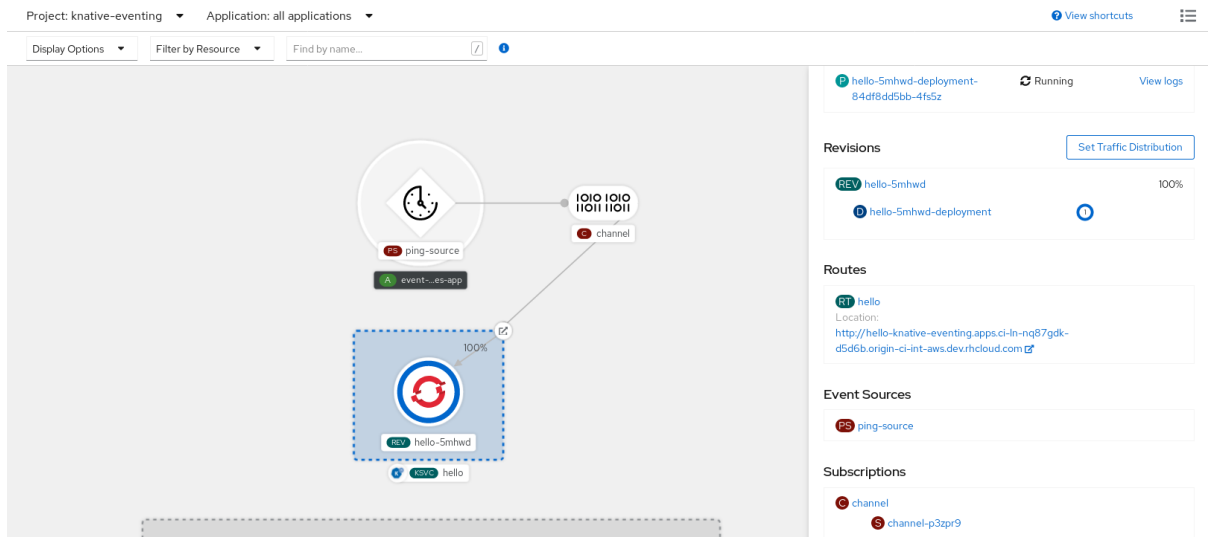 Project: knative-eventing Application: all applications View shortcuts
Display Options Filter by Resource Find by name... /
P hello-5mhwd-deployment-84df8dd5bb-4fs5z Running View logs
Revisions Set Traffic Distribution
REV hello-5mhwd 100%
D hello-5mhwd-deployment 1
Routes
RT hello
Location:
http://hello-knative-eventing.apps.ci-ln-nq87gdk-
d5d6b.origin-ci-int-aws.dev.rhcloud.com
Event Sources
PS ping-source
Subscriptions
C channel
S channel-p3zpr9
1010 1010
11011 11011
PS ping-source
C channel
A event-...es-app
100%
REV hello-5mhwd
KSVC hello